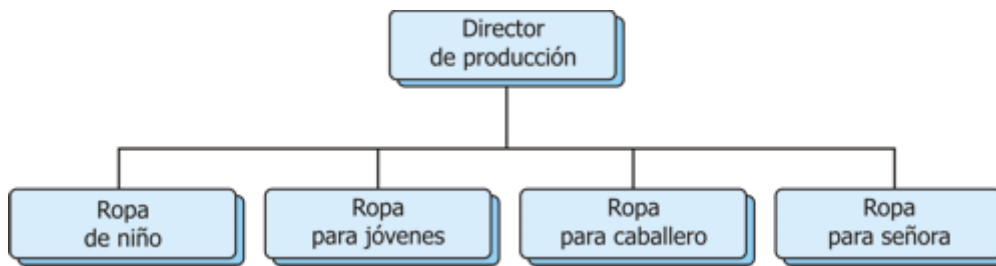 Director
de producción
Ropa
de niño
Ropa
para jóvenes
Ropa
para caballero
Ropa
para señora